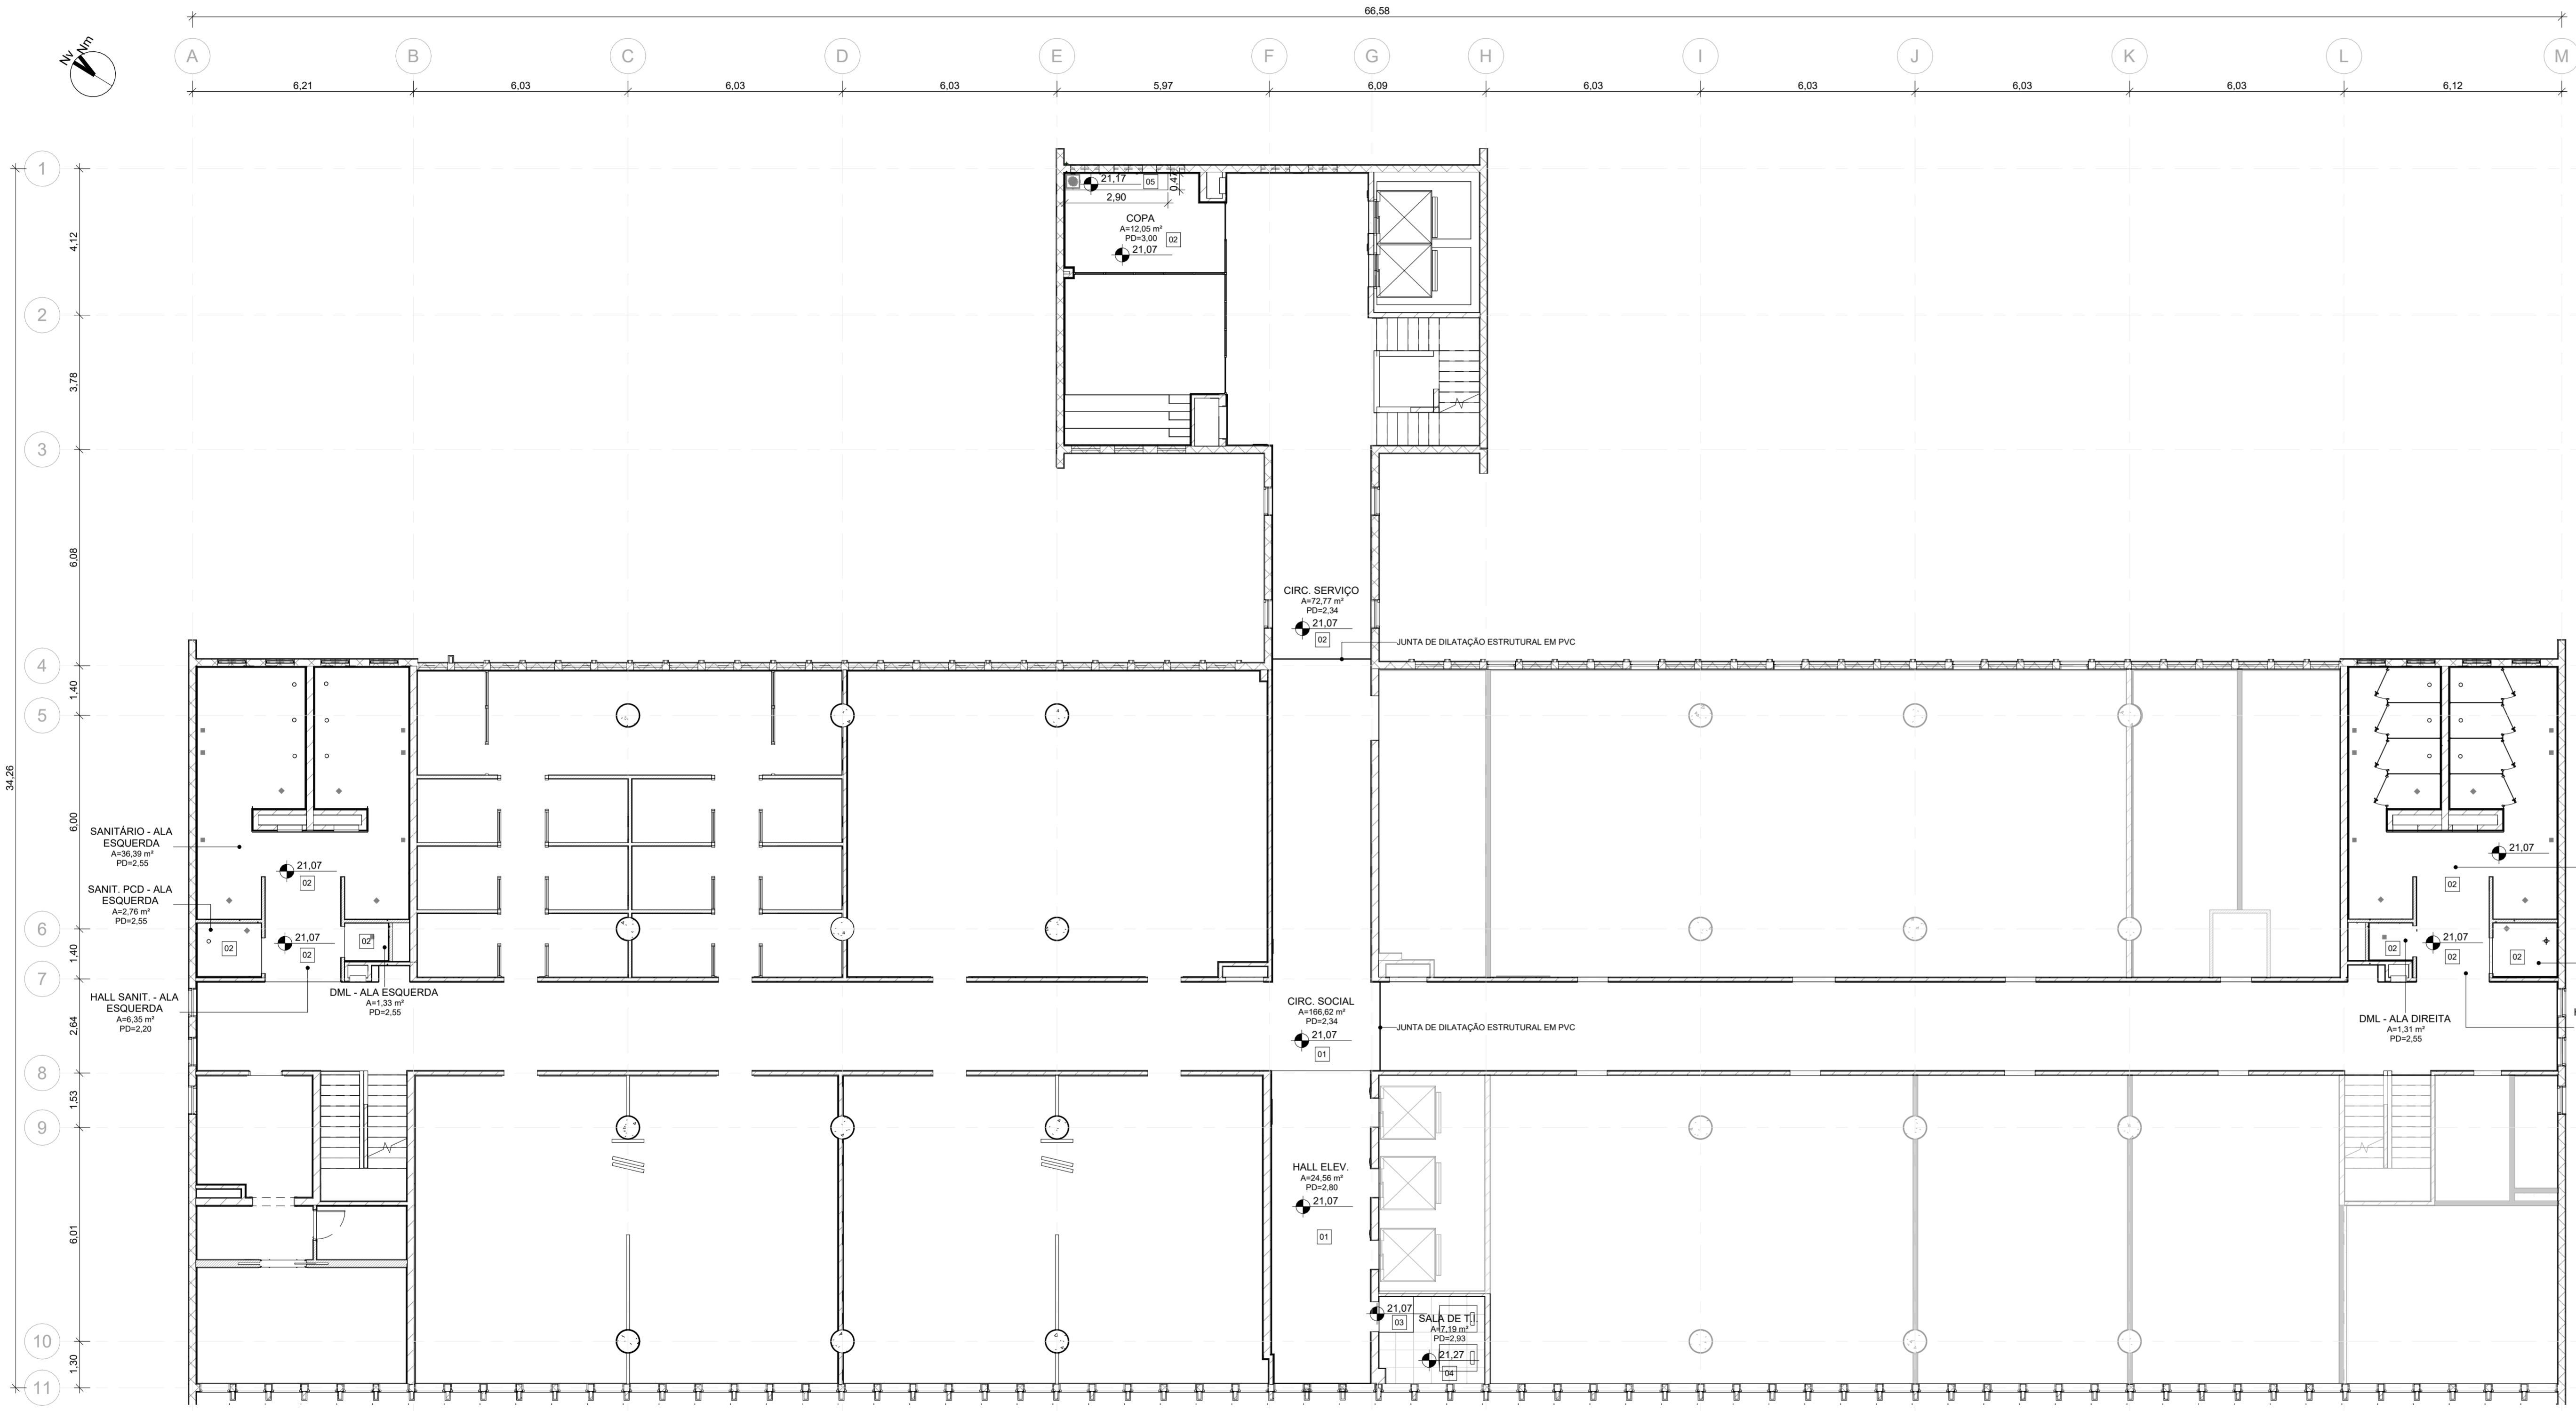 66,58
Nv
Nm
A
B
C
D
E
F
G
H
I
J
K
L
M
6,21
6,03
6,03
6,03
5,97
6,09
6,03
6,03
6,03
6,03
6,12
1
2
3
4
5
6
7
8
9
10
11
34,26
4,12
3,78
6,08
1,40
6,00
1,40
2,64
1,53
6,01
1,30
21,17
05
0,47
2,90
COPA
A=12,05 m²
PD=3,00
02
21,07
CIRC. SERVIÇO
A=72,77 m²
PD=2,34
21,07
02
JUNTA DE DILATAÇÃO ESTRUTURAL EM PVC
SANITÁRIO - ALA
ESQUERDA
A=36,39 m²
PD=2,55
21,07
02
SANIT. PCD - ALA
ESQUERDA
A=2,76 m²
PD=2,55
02
21,07
02
02
HALL SANIT. - ALA
ESQUERDA
A=6,35 m²
PD=2,20
DML - ALA ESQUERDA
A=1,33 m²
PD=2,55
CIRC. SOCIAL
A=166,62 m²
PD=2,34
21,07
01
JUNTA DE DILATAÇÃO ESTRUTURAL EM PVC
21,07
02
02
21,07
02
02
DML - ALA DIREITA
A=1,31 m²
PD=2,55
HALL ELEV.
A=24,56 m²
PD=2,80
21,07
01
21,07
03
SALA DE T.I.
A=7,19 m²
PD=2,93
21,27
04